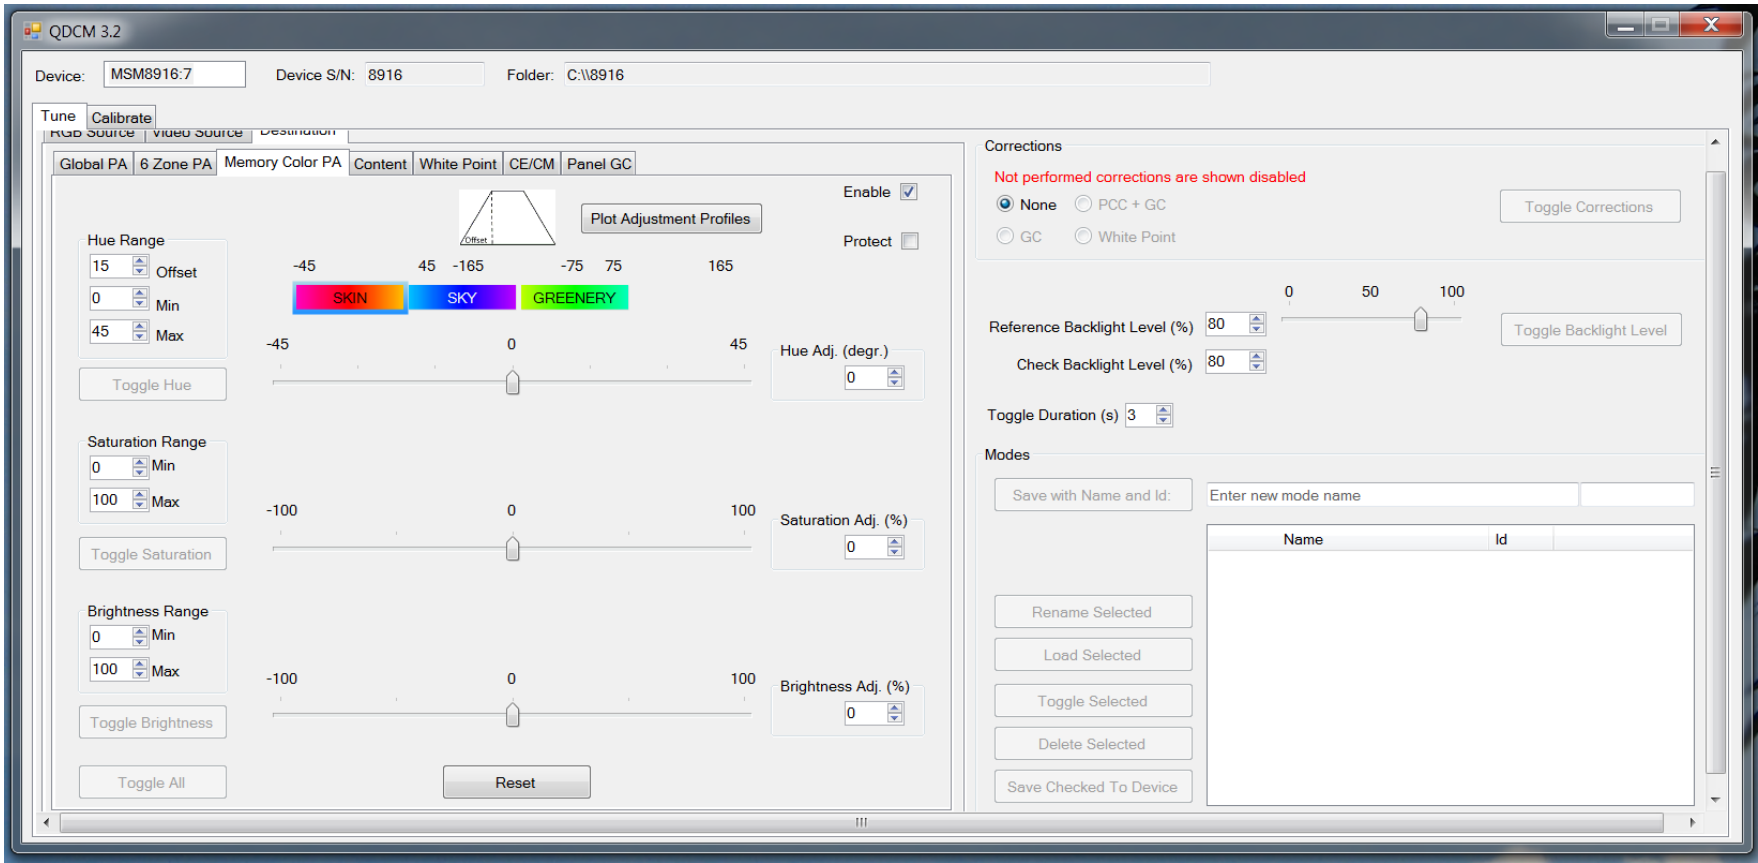 QDCM 3.2
Device: MSM8916:7 Device S/N: 8916 Folder: C:\\8916
Tune Calibrate
RGB Source Video Source Destination
Global PA 6 Zone PA Memory Color PA Content White Point CE/CM Panel GC
Enable
Offset
Plot Adjustment Profiles
Protect
Hue Range
15 Offset
0 Min
45 Max
Toggle Hue
-45 45 -165 -75 75 165
SKIN SKY GREENERY
-45 0 45
Hue Adj. (degr.)
0
Saturation Range
0 Min
100 Max
Toggle Saturation
-100 0 100
Saturation Adj. (%)
0
Brightness Range
0 Min
100 Max
Toggle Brightness
-100 0 100
Brightness Adj. (%)
0
Toggle All
Reset
Corrections
Not performed corrections are shown disabled
None PCC + GC
GC White Point
Toggle Corrections
0 50 100
Reference Backlight Level (%) 80
Toggle Backlight Level
Check Backlight Level (%) 80
Toggle Duration (s) 3
Modes
Save with Name and Id: Enter new mode name
Name Id
Rename Selected
Load Selected
Toggle Selected
Delete Selected
Save Checked To Device